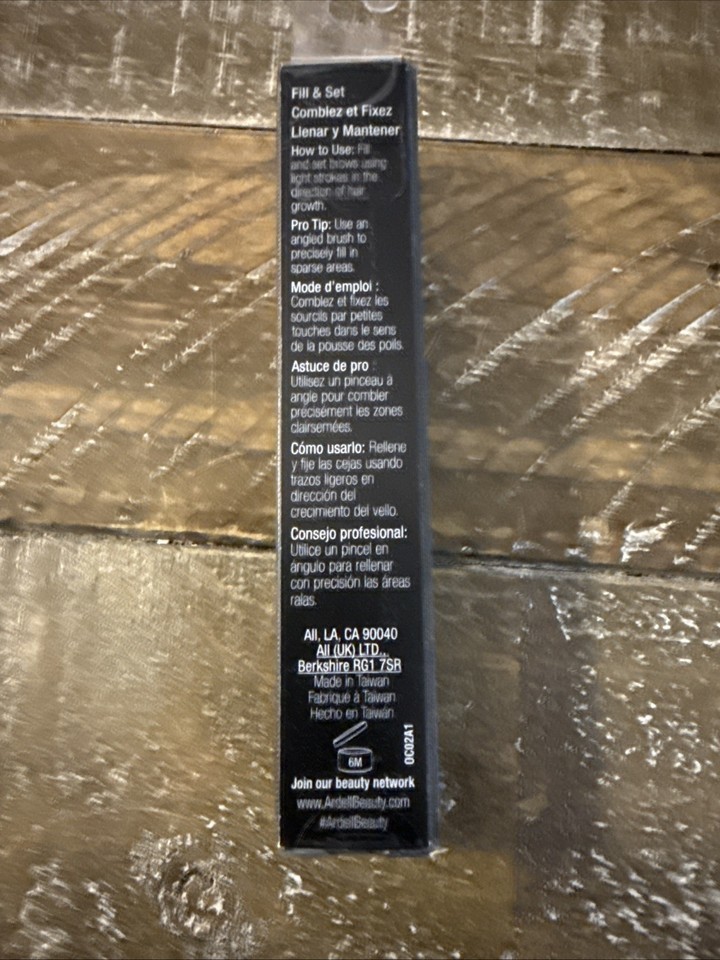 Fill & Set
Comblez et Fixez
Llenar y Mantener
How to Use: Fill
and set brows using
light strokes in the
direction of hair
growth.
Pro Tip: Use an
angled brush to
precisely fill in
sparse areas.
Mode d'emploi :
Comblez et fixez les
sourcils par petites
touches dans le sens
de la pousse des poils.
Astuce de pro :
Utilisez un pinceau à
angle pour combler
précisément les zones
clairsemées.
Cómo usarlo: Rellene
y fije las cejas usando
trazos ligeros en
dirección del
crecimiento del vello.
Consejo profesional:
Utilice un pincel en
ángulo para rellenar
con precisión las áreas
ralas.
AII, LA, CA 90040
AII (UK) LTD.,
Berkshire RG1 7SR
Made in Taiwan
Fabriqué à Taiwan
Hecho en Taiwán
6M
OC02A1
Join our beauty network
www.ArdellBeauty.com
#ArdellBeauty